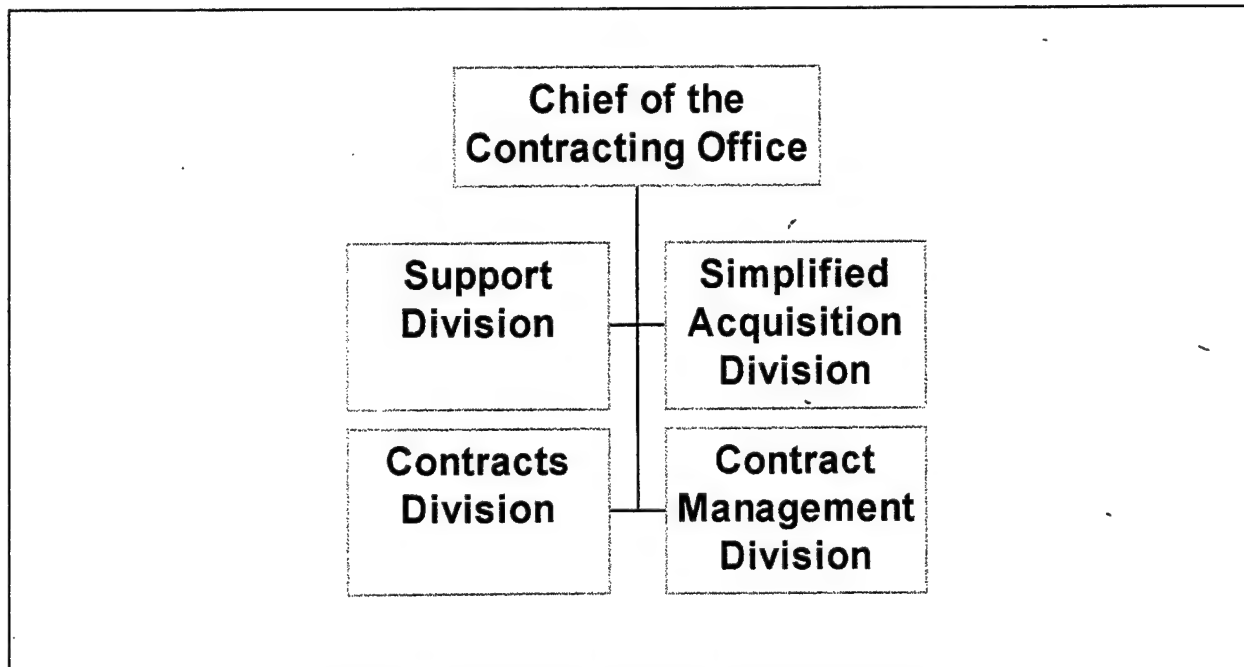 Chief of the
Contracting Office
Support
Division
Simplified
Acquisition
Division
Contracts
Division
Contract
Management
Division